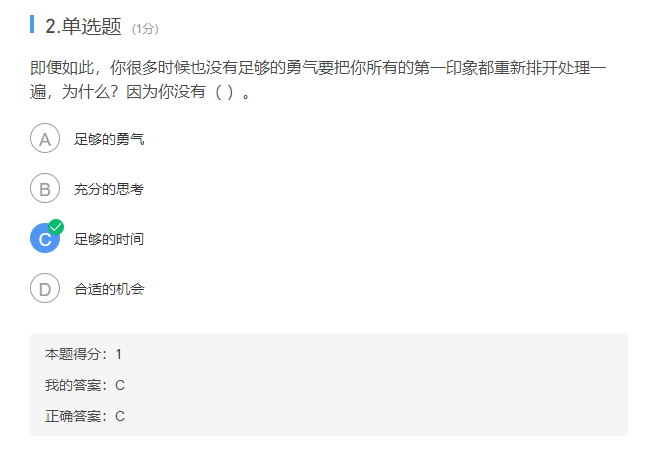 2.单选题 (1分)
即便如此，你很多时候也没有足够的勇气要把你所有的第一印象都重新排开处理一
遍，为什么？因为你没有（ ）。
A 足够的勇气
B 充分的思考
C 足够的时间
D 合适的机会
本题得分：1
我的答案：C
正确答案：C